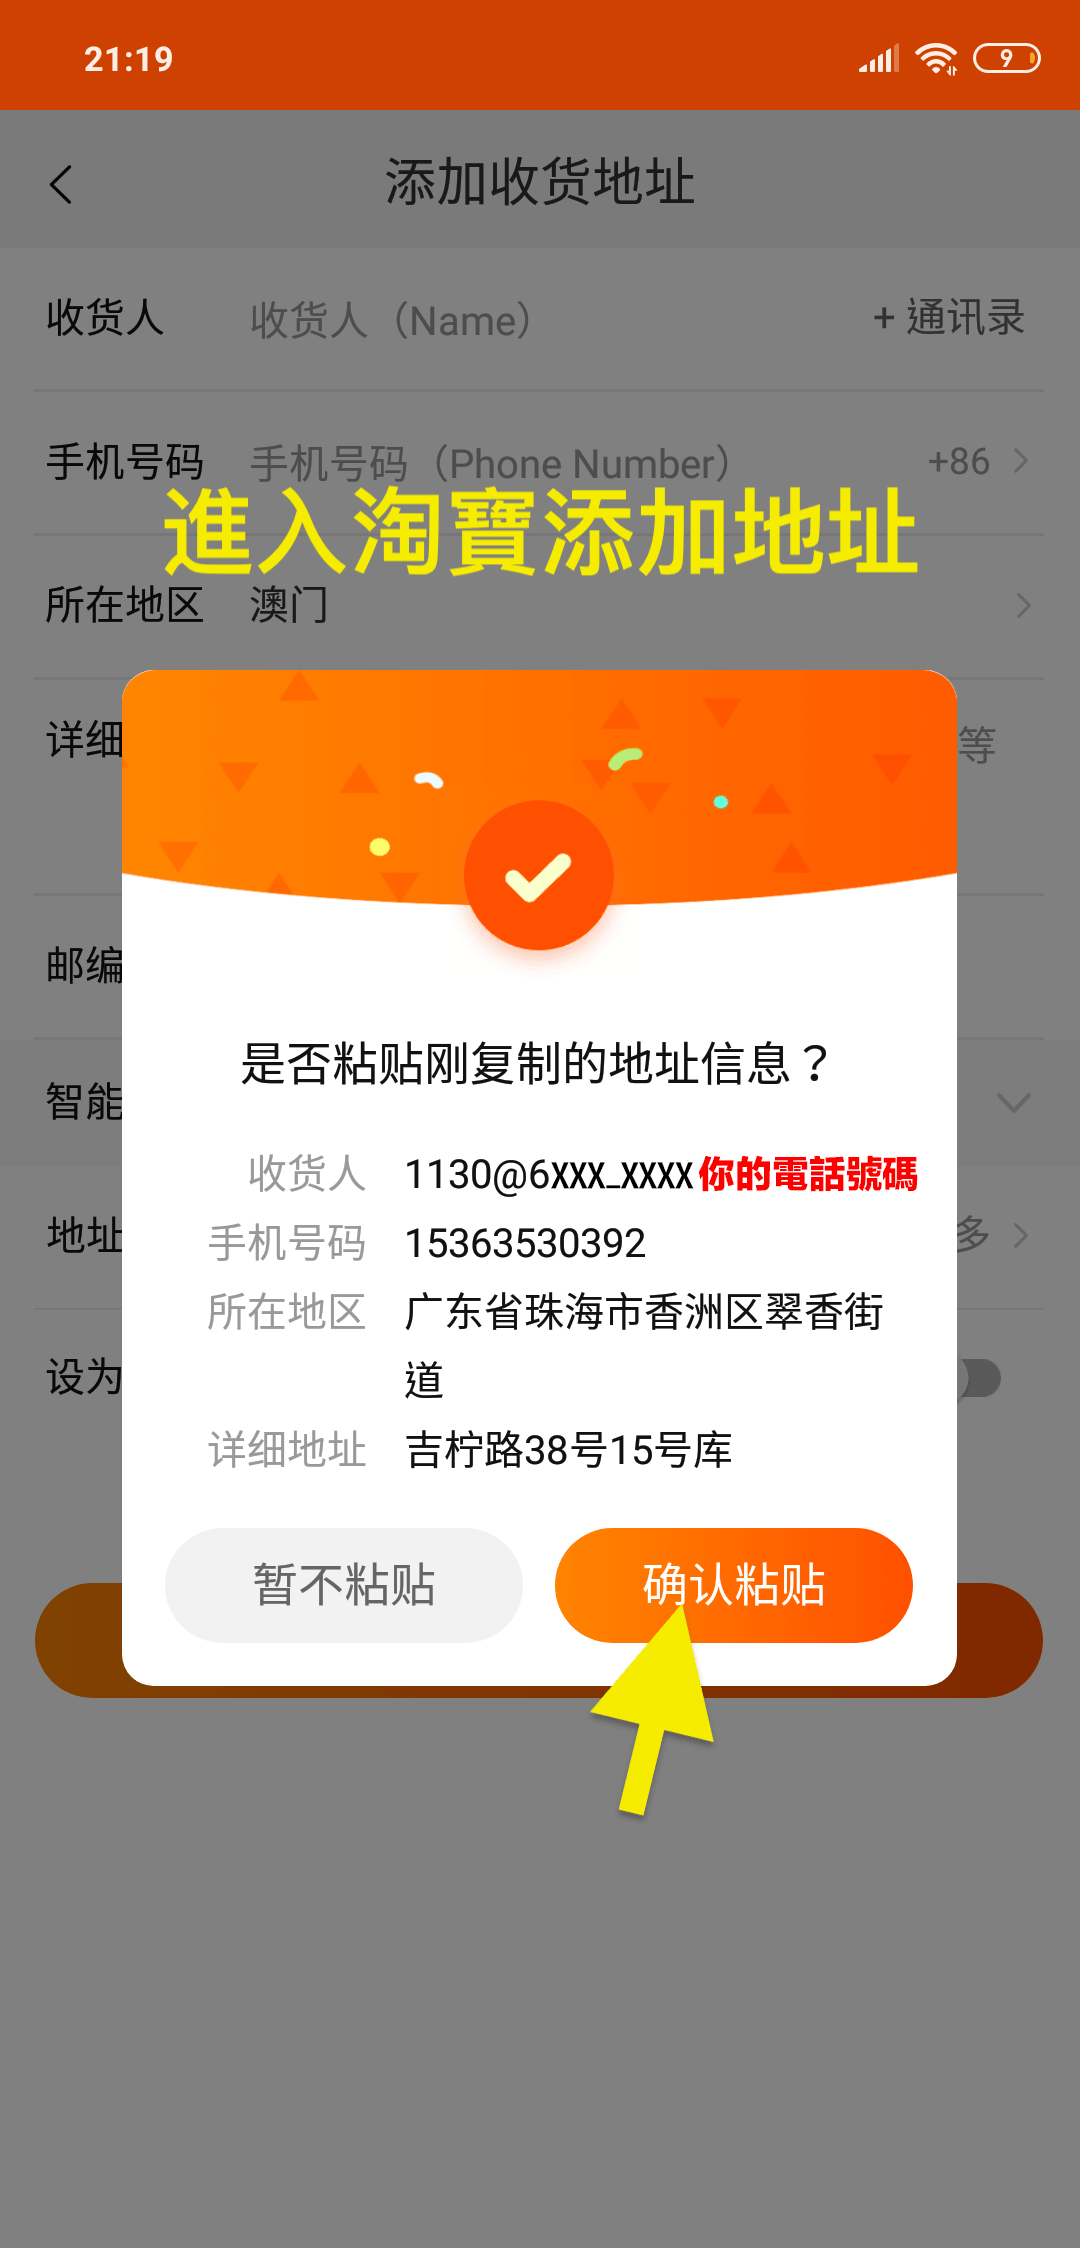 21:19
9
添加收货地址
收货人 收货人（Name） + 通讯录
手机号码 手机号码（Phone Number） +86
進入淘寶添加地址
所在地区 澳门
详细 等
邮编
智能
地址 多
设为
是否粘贴刚复制的地址信息？
收货人 1130@6XXX_XXXX 你的電話號碼
手机号码 15363530392
所在地区 广东省珠海市香洲区翠香街
道
详细地址 吉柠路38号15号库
暂不粘贴 确认粘贴